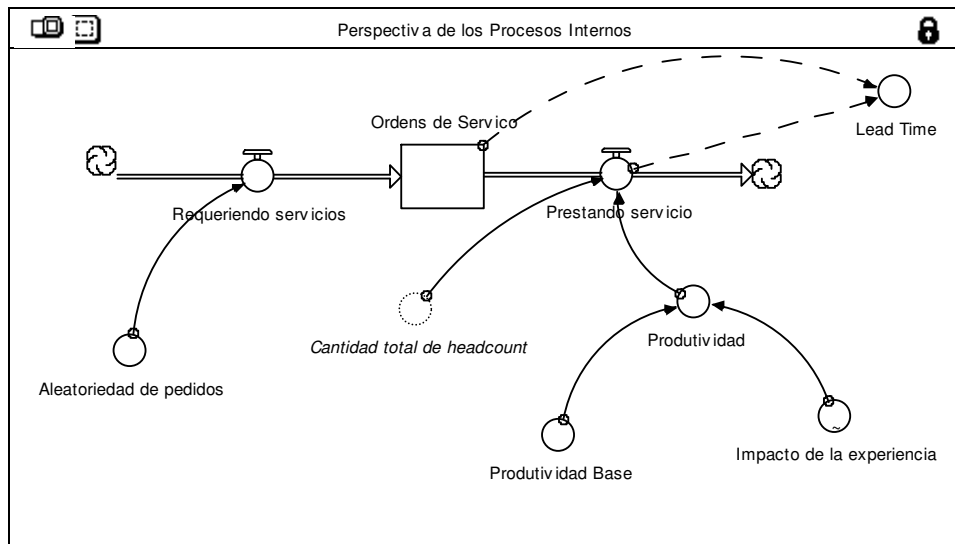 Perspectiva de los Procesos Internos
Ordens de Servico
Lead Time
Requeriendo servicios
Prestando servicio
Cantidad total de headcount
Produtividad
Aleatoriedad de pedidos
Produtividad Base
Impacto de la experiencia
~